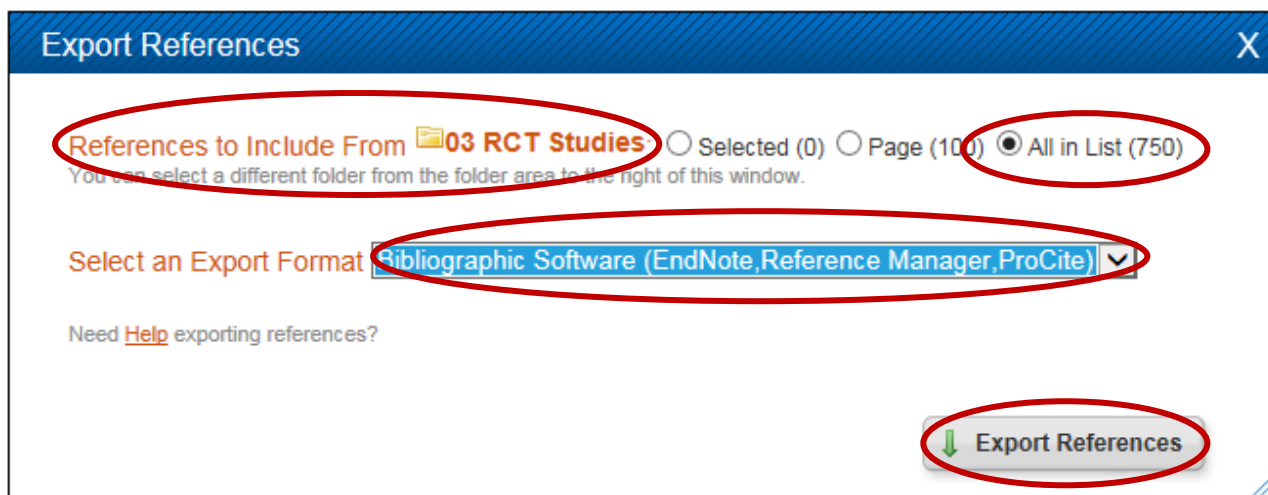 Export References X
References to Include From 03 RCT Studies Selected (0) Page (100) All in List (750)
You can select a different folder from the folder area to the right of this window.
Select an Export Format Bibliographic Software (EndNote,Reference Manager,ProCite)
Need Help exporting references?
Export References